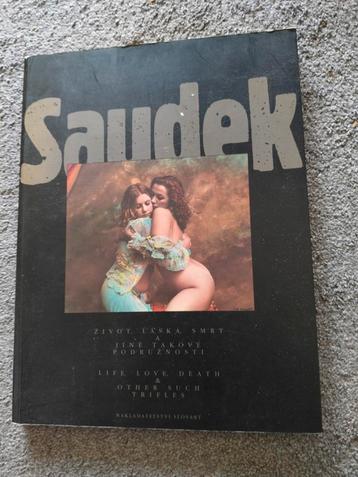 Saudek
ŽIVOT, LÁSKA, SMRT
A
JINÉ TAKOVÉ
PODRUŽNOSTI
LIFE, LOVE, DEATH
&
OTHER SUCH
TRIFLES
NAKLADATELSTVÍ SLOVART